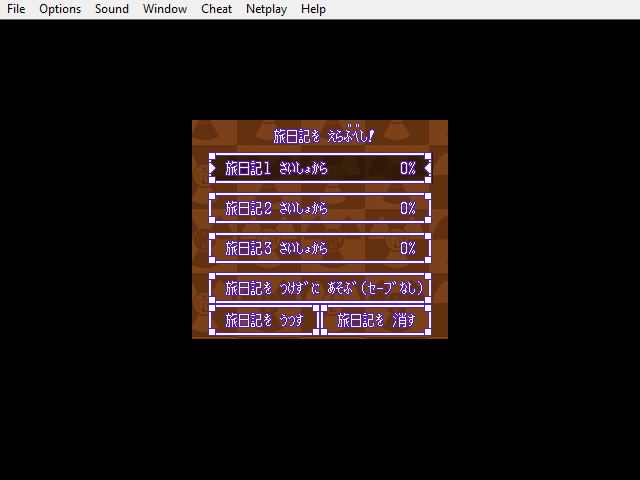 File Options Sound Window Cheat Netplay Help
旅日記を えらぶべし!
旅日記1 さいしょから 0%
旅日記2 さいしょから 0%
旅日記3 さいしょから 0%
旅日記を つけずに あそぶ(セーブなし)
旅日記を うつす 旅日記を 消す